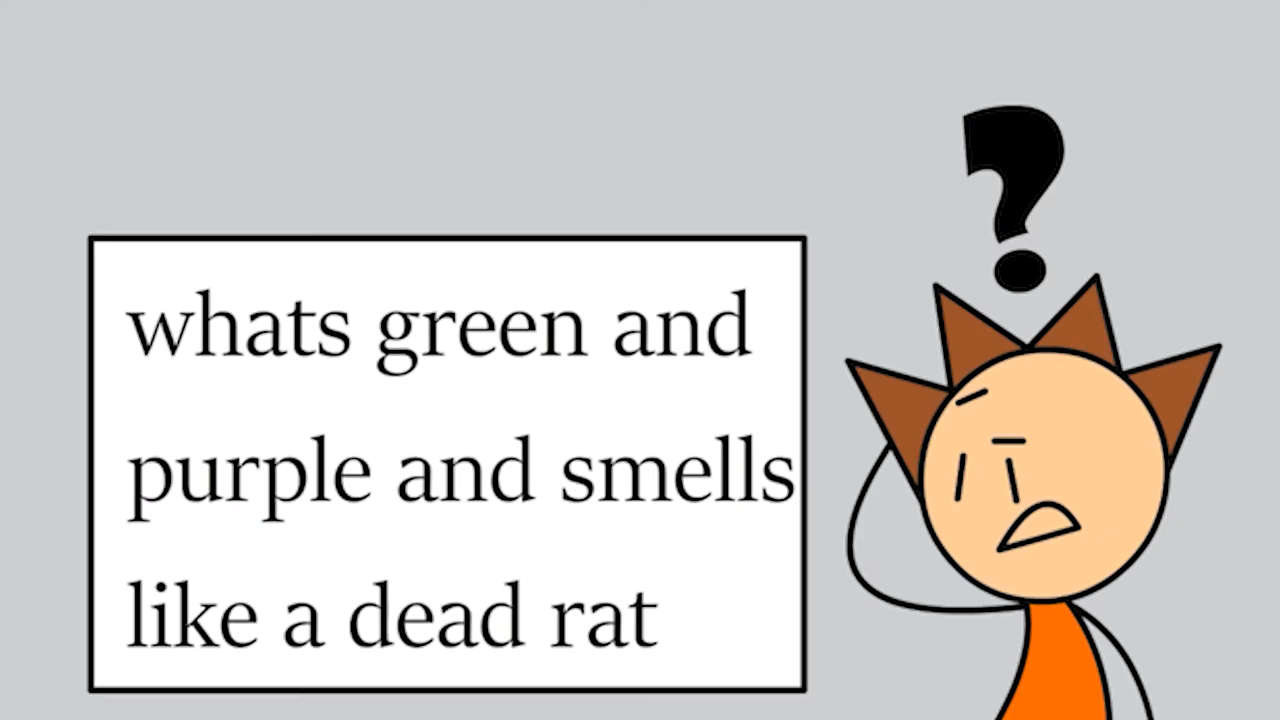 whats green and
purple and smells
like a dead rat
?